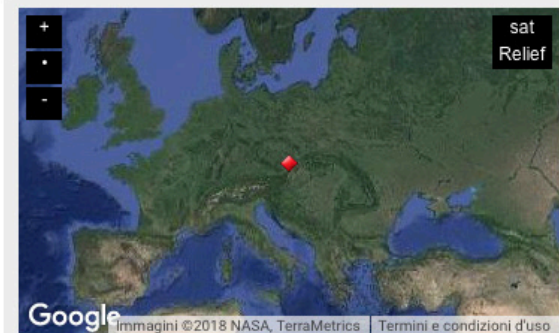 +
sat
Relief
-
Google
Immagini ©2018 NASA, TerraMetrics
Termini e condizioni d'uso